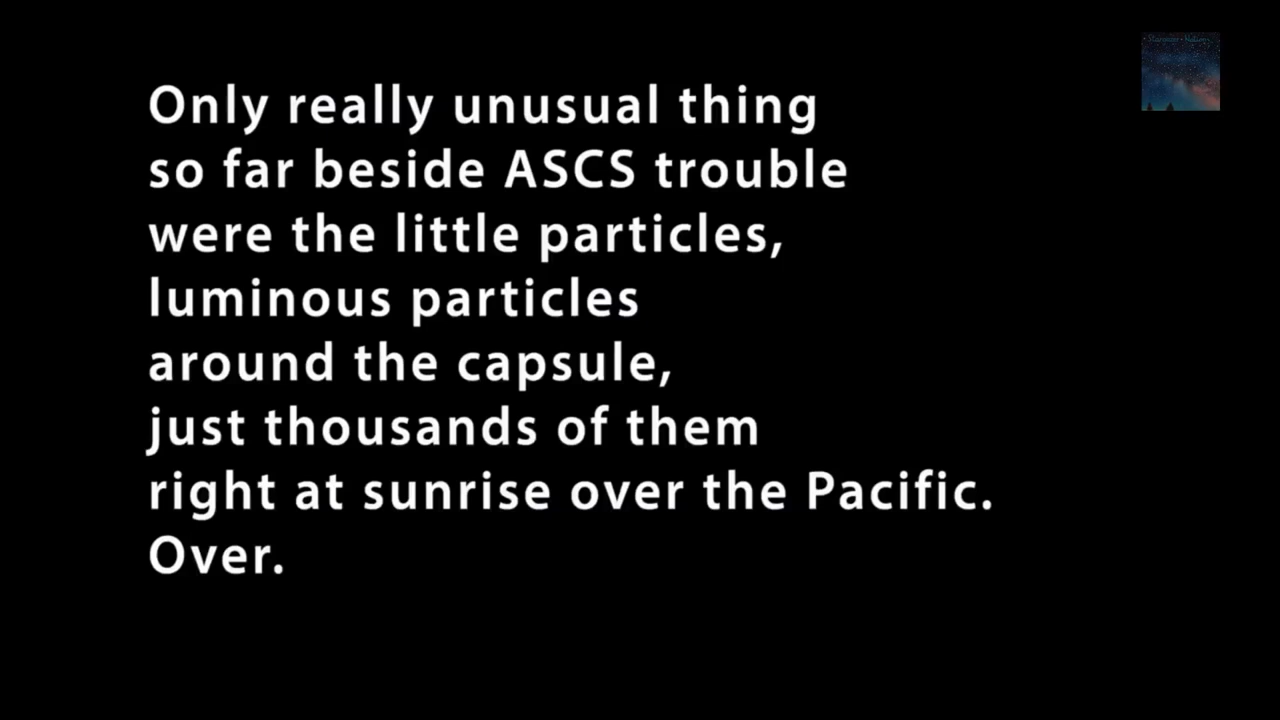 Only really unusual thing
so far beside ASCS trouble
were the little particles,
luminous particles
around the capsule,
just thousands of them
right at sunrise over the Pacific.
Over.